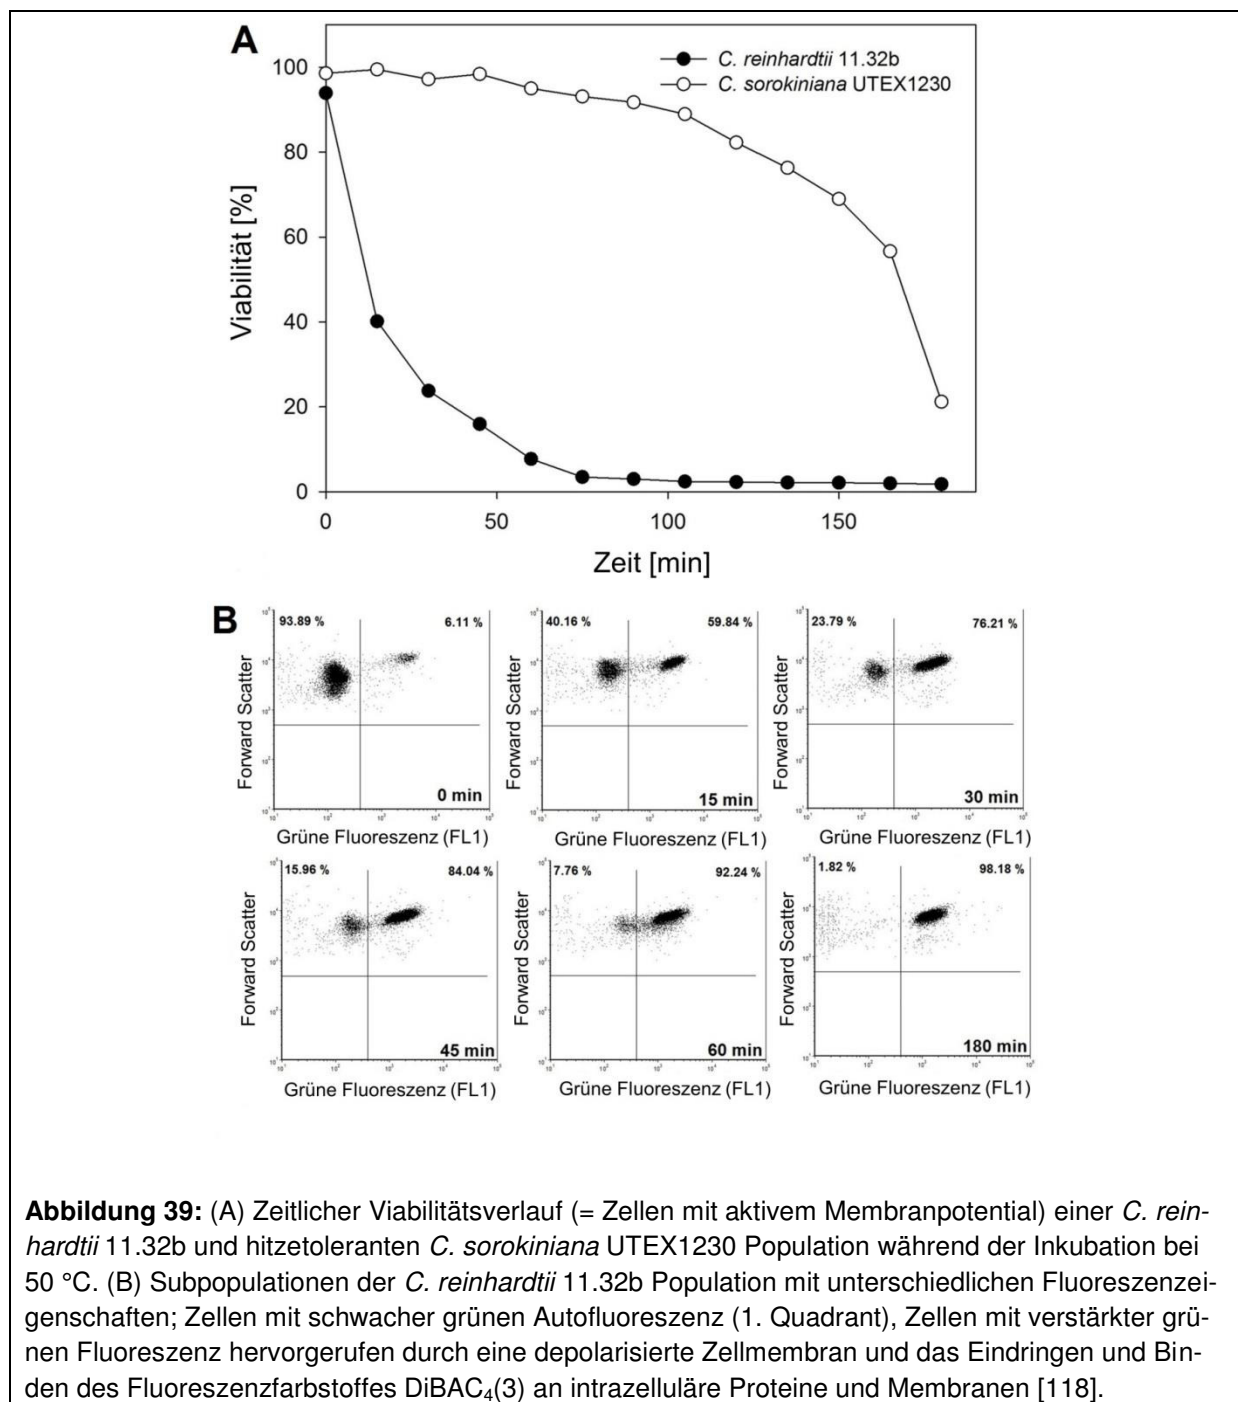 A
C. reinhardtii 11.32b
C. sorokiniana UTEX1230
100
80
60
40
20
0
Viabilität [%]
0 50 100 150
Zeit [min]
B
93.89 % 6.11 %
Forward Scatter
0 min
Grüne Fluoreszenz (FL1)
40.16 % 59.84 %
Forward Scatter
15 min
Grüne Fluoreszenz (FL1)
23.79 % 76.21 %
Forward Scatter
30 min
Grüne Fluoreszenz (FL1)
15.96 % 84.04 %
Forward Scatter
45 min
Grüne Fluoreszenz (FL1)
7.76 % 92.24 %
Forward Scatter
60 min
Grüne Fluoreszenz (FL1)
1.82 % 98.18 %
Forward Scatter
180 min
Grüne Fluoreszenz (FL1)
Abbildung 39: (A) Zeitlicher Viabilitätsverlauf (= Zellen mit aktivem Membranpotential) einer C. rein-
hardtii 11.32b und hitzetoleranten C. sorokiniana UTEX1230 Population während der Inkubation bei
50 °C. (B) Subpopulationen der C. reinhardtii 11.32b Population mit unterschiedlichen Fluoreszenzei-
genschaften; Zellen mit schwacher grünen Autofluoreszenz (1. Quadrant), Zellen mit verstärkter grü-
nen Fluoreszenz hervorgerufen durch eine depolarisierte Zellmembran und das Eindringen und Bin-
den des Fluoreszenzfarbstoffes DiBAC₄(3) an intrazelluläre Proteine und Membranen [118].